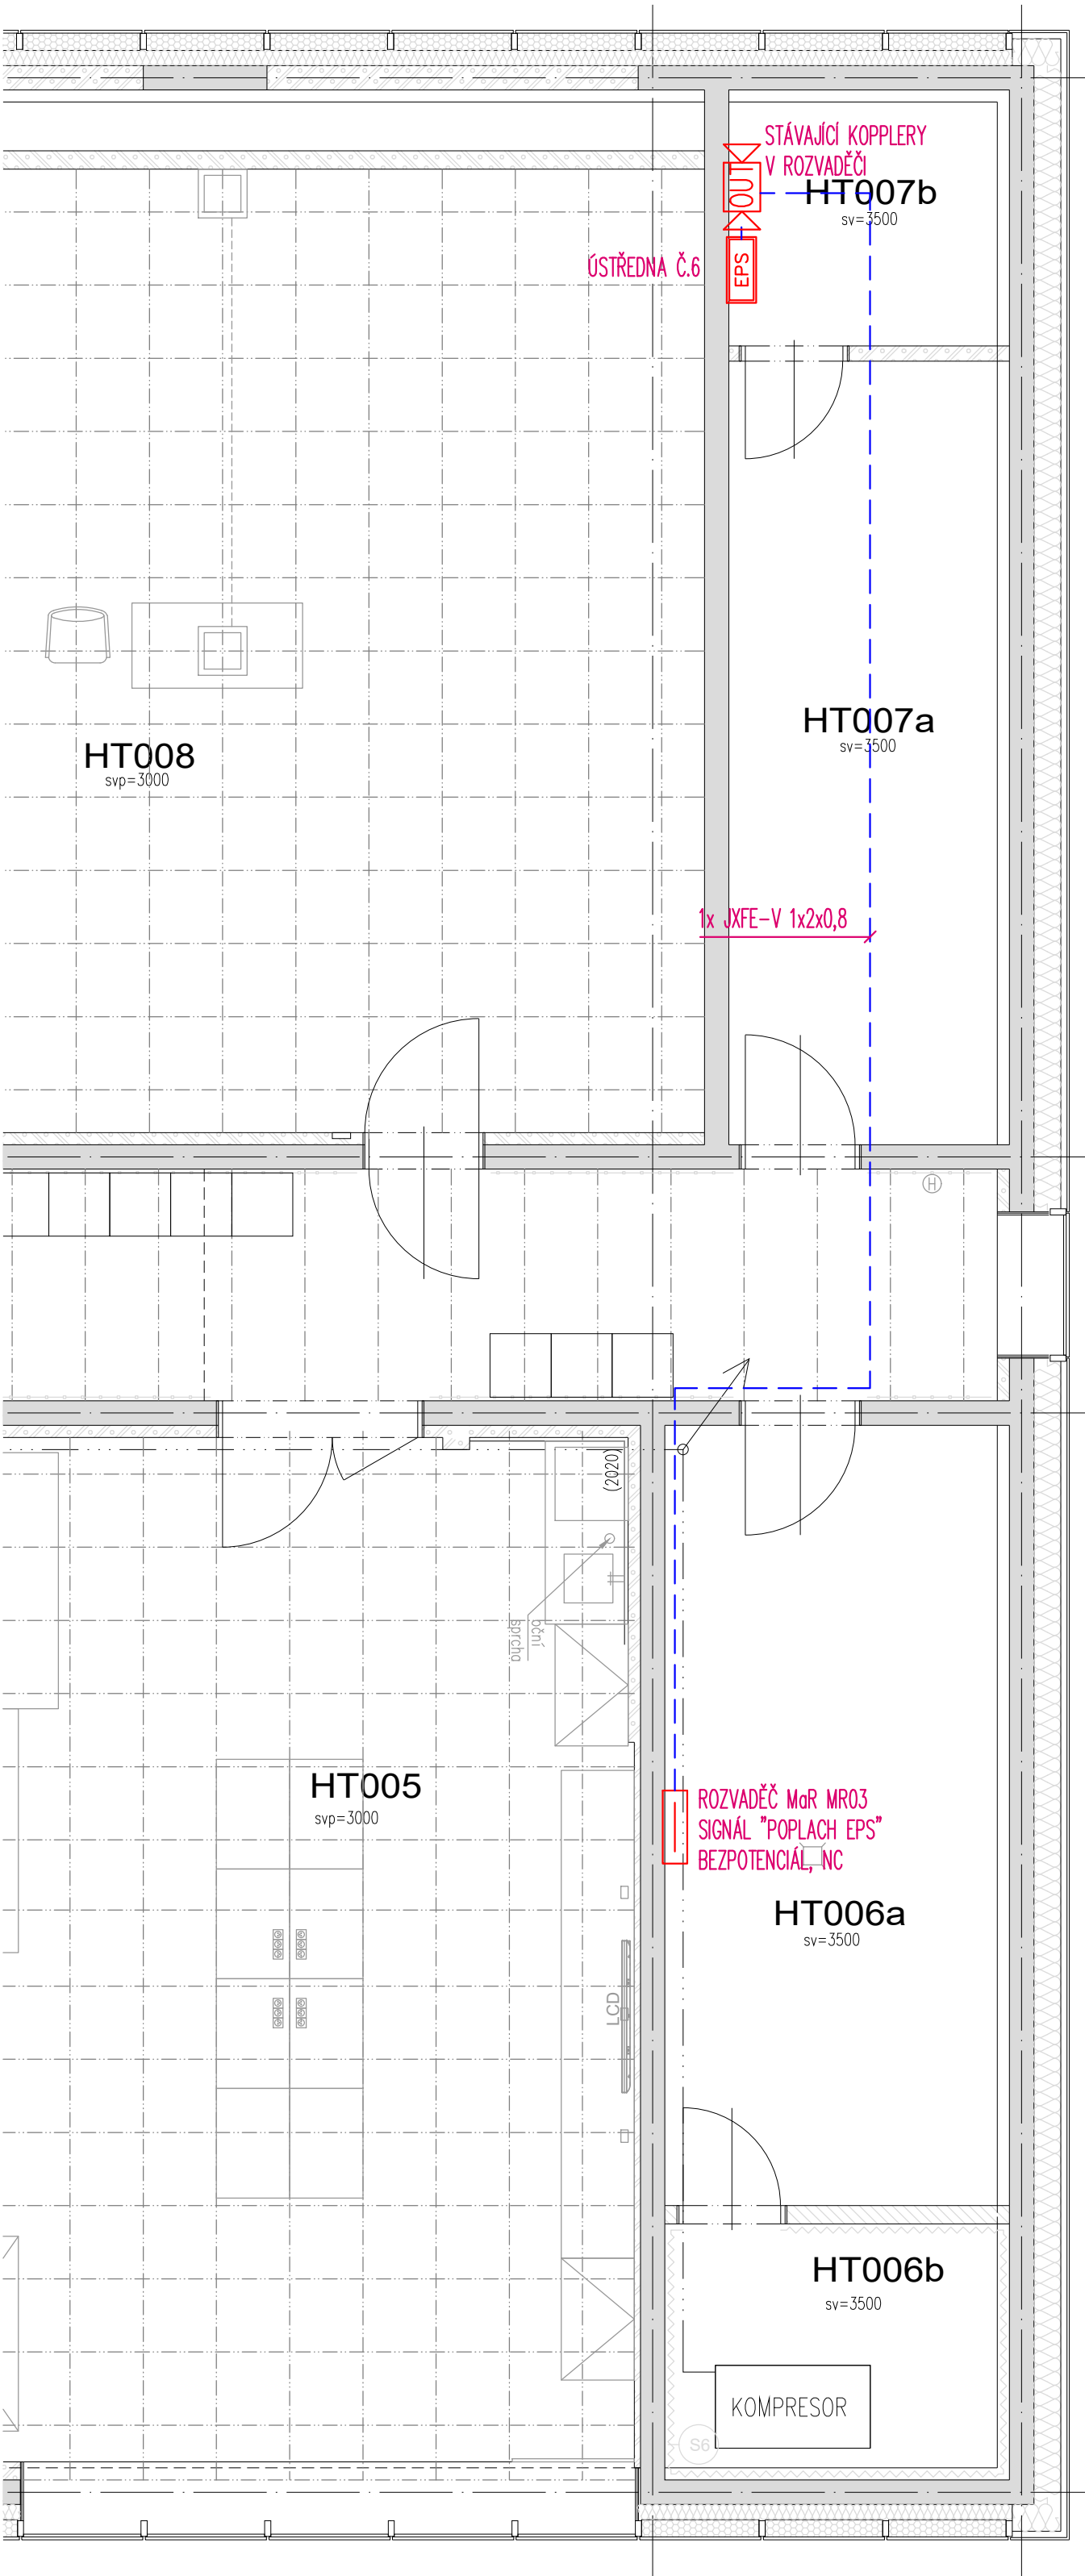 STÁVAJÍCÍ KOPPLERY
V ROZVADĚČI
OUT
HT007b
sv=3500
ÚSTŘEDNA Č.6
EPS
HT007a
sv=3500
HT008
svp=3000
1x JXFE-V 1x2x0,8
H
(2020)
oční
sprcha
HT005
svp=3000
ROZVADĚČ MaR MR03
SIGNÁL "POPLACH EPS"
BEZPOTENCIÁL, NC
HT006a
sv=3500
LCD
HT006b
sv=3500
KOMPRESOR
S6